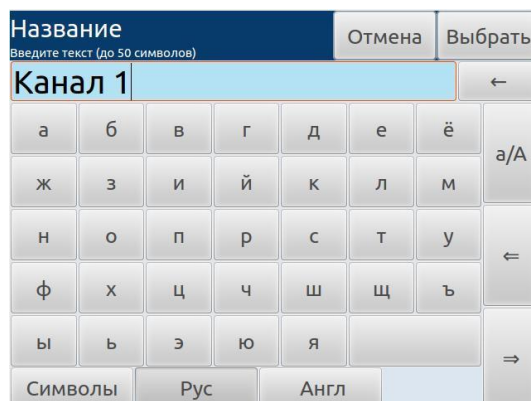 Название
Отмена
Выбрать
Введите текст (до 50 символов)
Канал 1
←
а б в г д е ё
а/А
ж з и й к л м
н о п р с т у
⇐
ф х ц ч ш щ ъ
ы ь э ю я
⇒
Символы Рус Англ